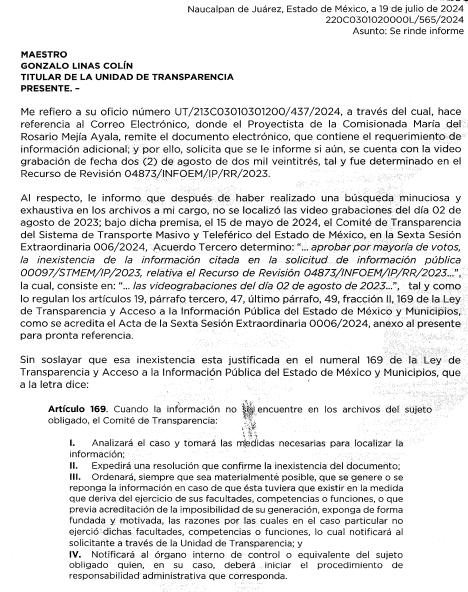 Naucalpan de Juárez, Estado de México, a 19 de julio de 2024
220C0301020000L/565/2024
Asunto: Se rinde informe
MAESTRO
GONZALO LINAS COLÍN
TITULAR DE LA UNIDAD DE TRANSPARENCIA
PRESENTE. –
Me refiero a su oficio número UT/213C03010301200/437/2024, a través del cual, hace
referencia al Correo Electrónico, donde el Proyectista de la Comisionada María del
Rosario Mejía Ayala, remite el documento electrónico, que contiene el requerimiento de
información adicional; y por ello, solicita que se le informe si aún, se cuenta con la video
grabación de fecha dos (2) de agosto de dos mil veintitrés, tal y fue determinado en el
Recurso de Revisión 04873/INFOEM/IP/RR/2023.
Al respecto, le informo que después de haber realizado una búsqueda minuciosa y
exhaustiva en los archivos a mi cargo, no se localizó las video grabaciones del día 02 de
agosto de 2023; bajo dicha premisa, el 15 de mayo de 2024, el Comité de Transparencia
del Sistema de Transporte Masivo y Teleférico del Estado de México, en la Sexta Sesión
Extraordinaria 006/2024, Acuerdo Tercero determino: "... aprobar por mayoría de votos,
la inexistencia de la información citada en la solicitud de información pública
00097/STMEM/IP/2023, relativa el Recurso de Revisión 04873/INFOEM/IP/RR/2023...",
la cual, consiste en: "... las videograbaciones del día 02 de agosto de 2023...", tal y como
lo regulan los artículos 19, párrafo tercero, 47, último párrafo, 49, fracción II, 169 de la Ley
de Transparencia y Acceso a la Información Pública del Estado de México y Municipios,
como se acredita el Acta de la Sexta Sesión Extraordinaria 0006/2024, anexo al presente
para pronta referencia.
Sin soslayar que esa inexistencia esta justificada en el numeral 169 de la Ley de
Transparencia y Acceso a la Información Pública del Estado de México y Municipios, que
a la letra dice:
Artículo 169. Cuando la información no se encuentre en los archivos del sujeto
obligado, el Comité de Transparencia:
I. Analizará el caso y tomará las medidas necesarias para localizar la
información;
II. Expedirá una resolución que confirme la inexistencia del documento;
III. Ordenará, siempre que sea materialmente posible, que se genere o se
reponga la información en caso de que ésta tuviera que existir en la medida
que deriva del ejercicio de sus facultades, competencias o funciones, o que
previa acreditación de la imposibilidad de su generación, exponga de forma
fundada y motivada, las razones por las cuales en el caso particular no
ejerció dichas facultades, competencias o funciones, lo cual notificará al
solicitante a través de la Unidad de Transparencia; y
IV. Notificará al órgano interno de control o equivalente del sujeto
obligado quien, en su caso, deberá iniciar el procedimiento de
responsabilidad administrativa que corresponda.